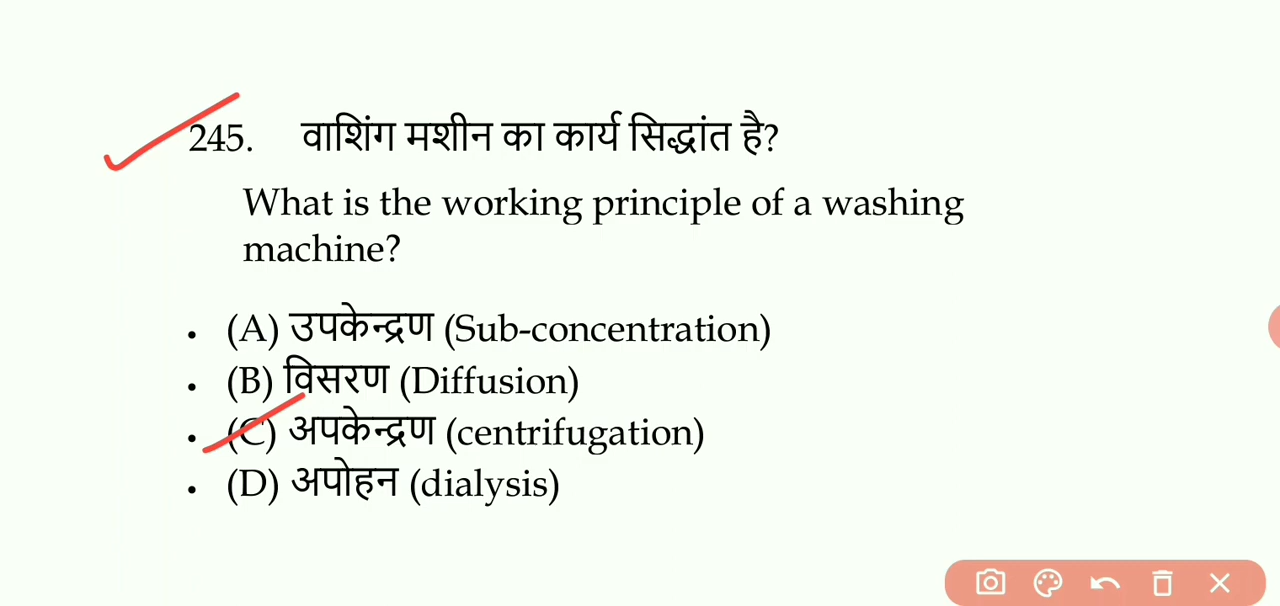 245. वाशिंग मशीन का कार्य सिद्धांत है?
What is the working principle of a washing
machine?
• (A) उपकेन्द्रण (Sub-concentration)
• (B) विसरण (Diffusion)
• (C) अपकेन्द्रण (centrifugation)
• (D) अपोहन (dialysis)